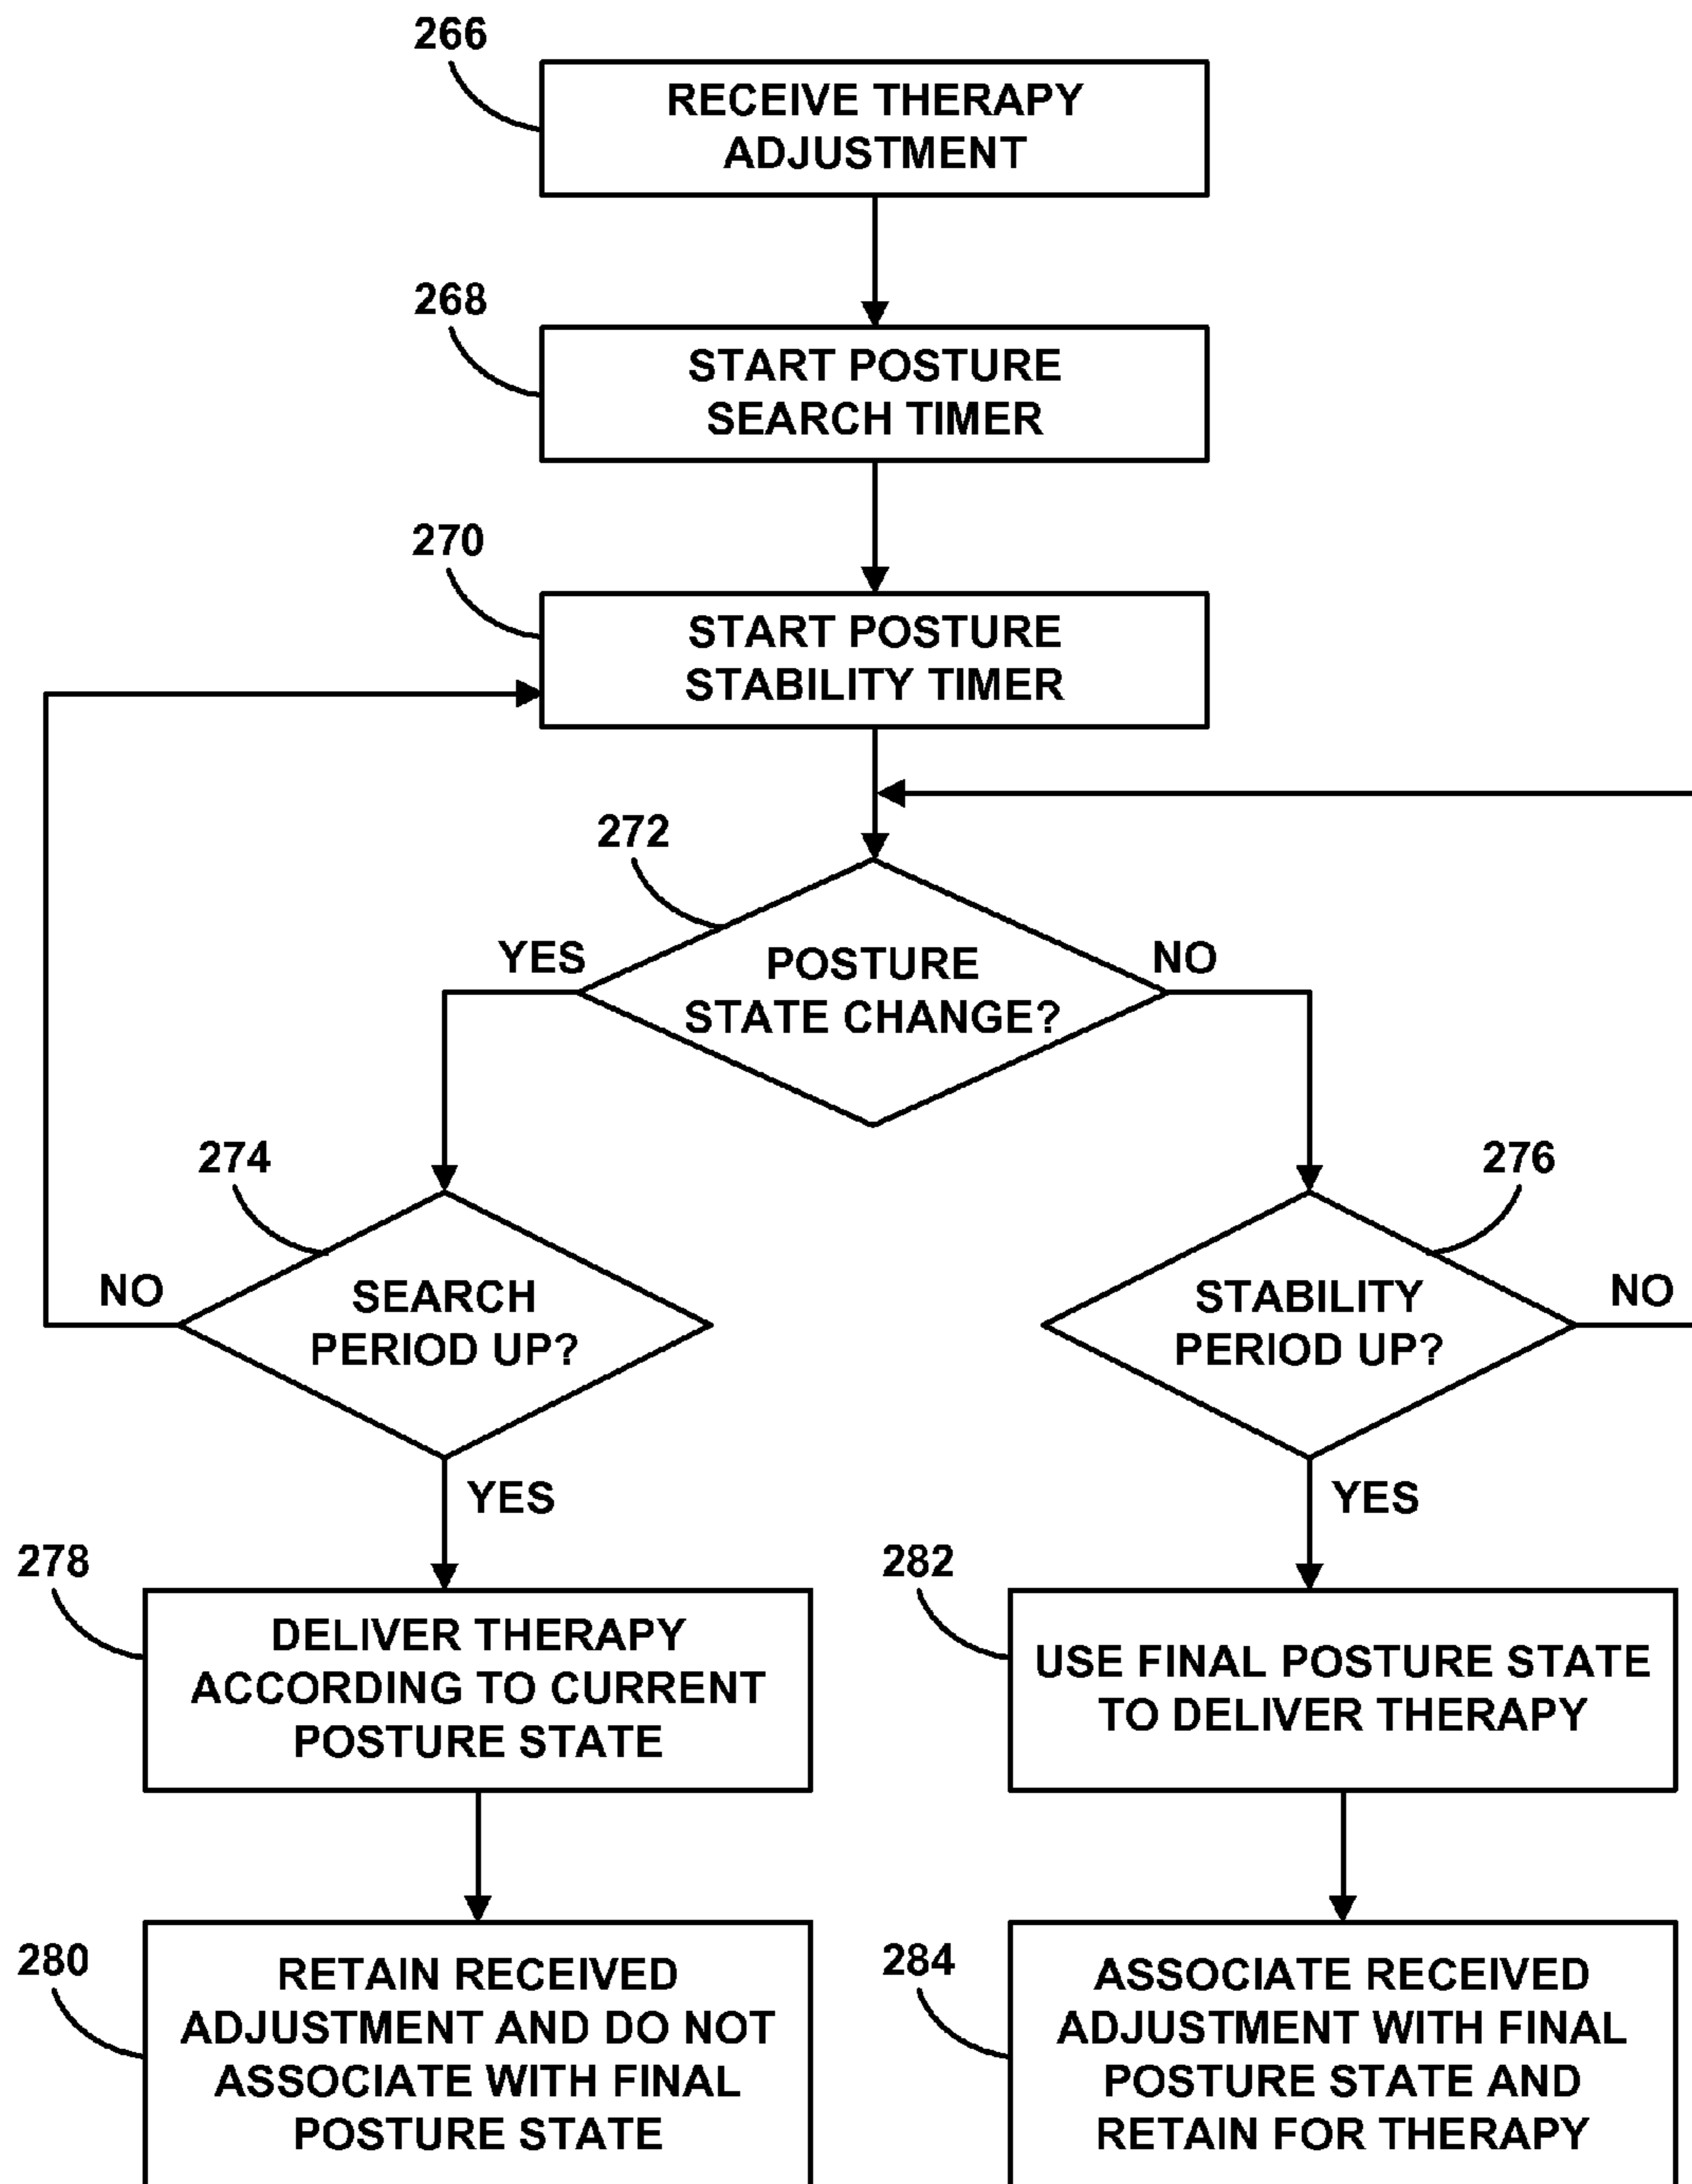 266
RECEIVE THERAPY
ADJUSTMENT
268
START POSTURE
SEARCH TIMER
270
START POSTURE
STABILITY TIMER
272
YES
POSTURE
STATE CHANGE?
NO
274
276
NO
SEARCH
PERIOD UP?
STABILITY
PERIOD UP?
NO
YES
YES
278
DELIVER THERAPY
ACCORDING TO CURRENT
POSTURE STATE
282
USE FINAL POSTURE STATE
TO DELIVER THERAPY
280
RETAIN RECEIVED
ADJUSTMENT AND DO NOT
ASSOCIATE WITH FINAL
POSTURE STATE
284
ASSOCIATE RECEIVED
ADJUSTMENT WITH FINAL
POSTURE STATE AND
RETAIN FOR THERAPY